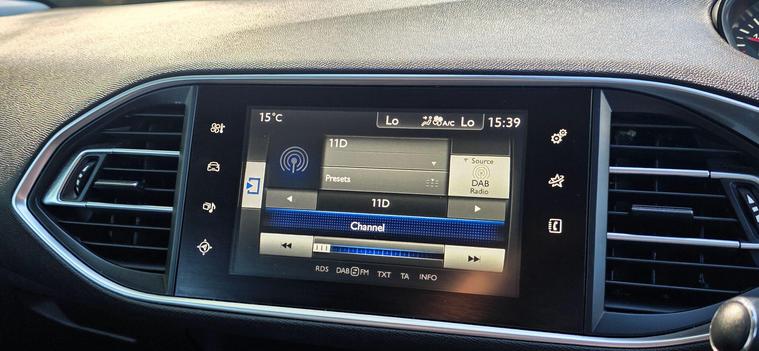 15°C Lo A/C Lo 15:39
11D
Source
Presets
DAB
Radio
11D
Channel
RDS DAB FM TXT TA INFO